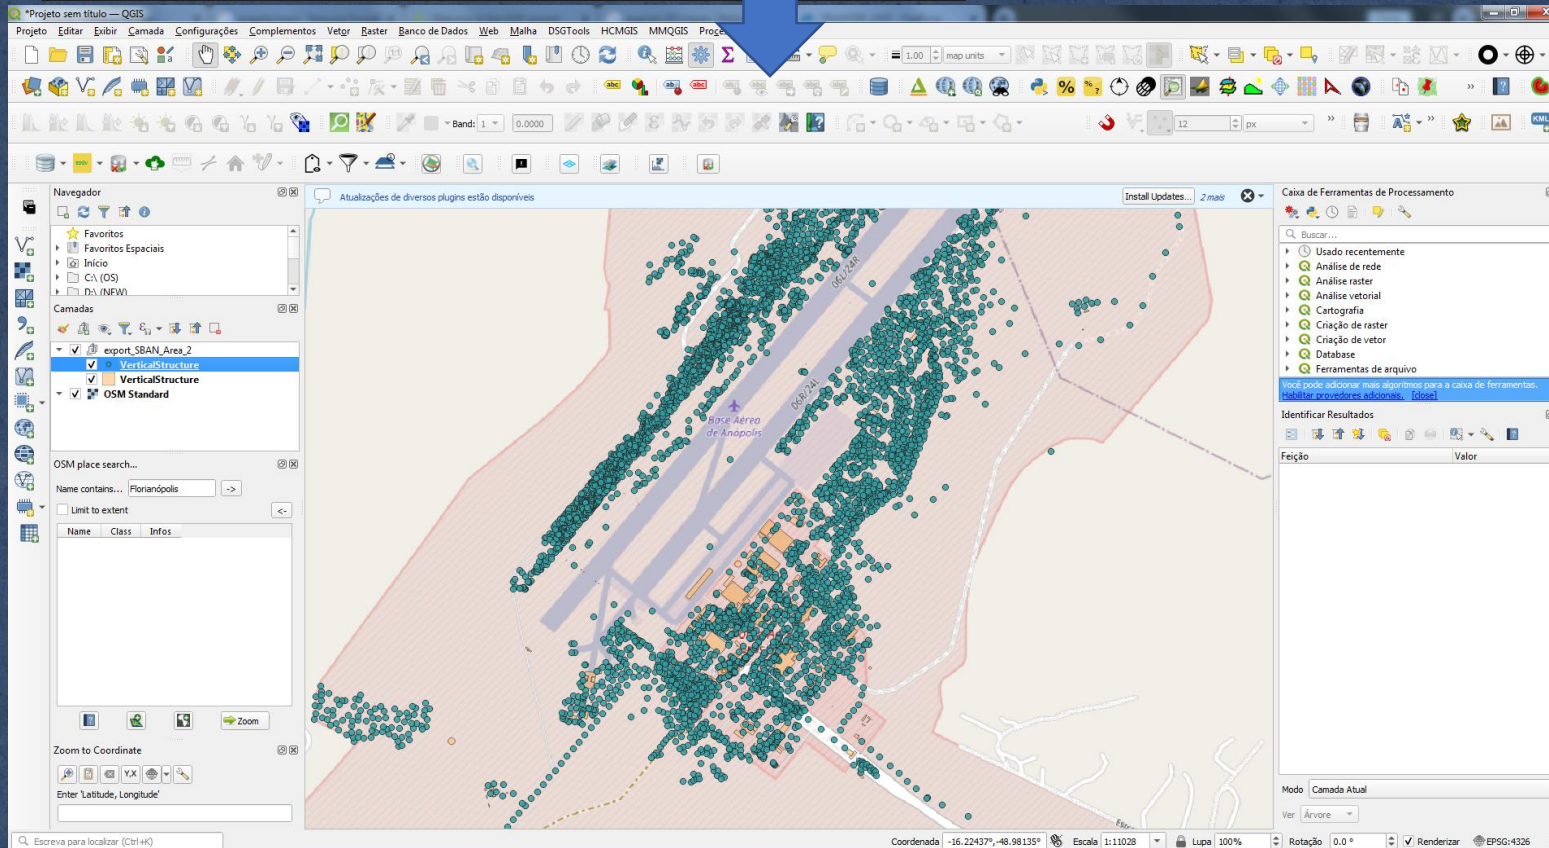 *Projeto sem título — QGIS
Projeto Editar Exibir Camada Configurações Complementos Vetor Raster Banco de Dados Web Malha DSGTools HCMGIS MMQGIS
1.00 map units
Band: 1 0.0000 12 px
KML
Navegador
Favoritos
Favoritos Espaciais
Início
C:\ (OS)
D:\ (NEW)
Camadas
export_SBAN_Area_2
VerticalStructure
VerticalStructure
OSM Standard
OSM place search...
Name contains... Florianópolis ->
Limit to extent <-
Name Class Infos
Zoom
Zoom to Coordinate
Y,X
Enter 'Latitude, Longitude'
Escreva para localizar (Ctrl+K)
Atualizações de diversos plugins estão disponíveis Install Updates... 2 mais
06L/24R
06R/24L
Base Aérea
de Anápolis
Caixa de Ferramentas de Processamento
Buscar...
Usado recentemente
Análise de rede
Análise raster
Análise vetorial
Cartografia
Criação de raster
Criação de vetor
Database
Ferramentas de arquivo
Você pode adicionar mais algoritmos para a caixa de ferramentas.
Habilitar provedores adicionais. [close]
Identificar Resultados
Feição Valor
Modo Camada Atual
Ver Árvore
Coordenada -16.22437°,-48.98135° Escala 1:11028 Lupa 100% Rotação 0.0 ° Renderizar EPSG:4326